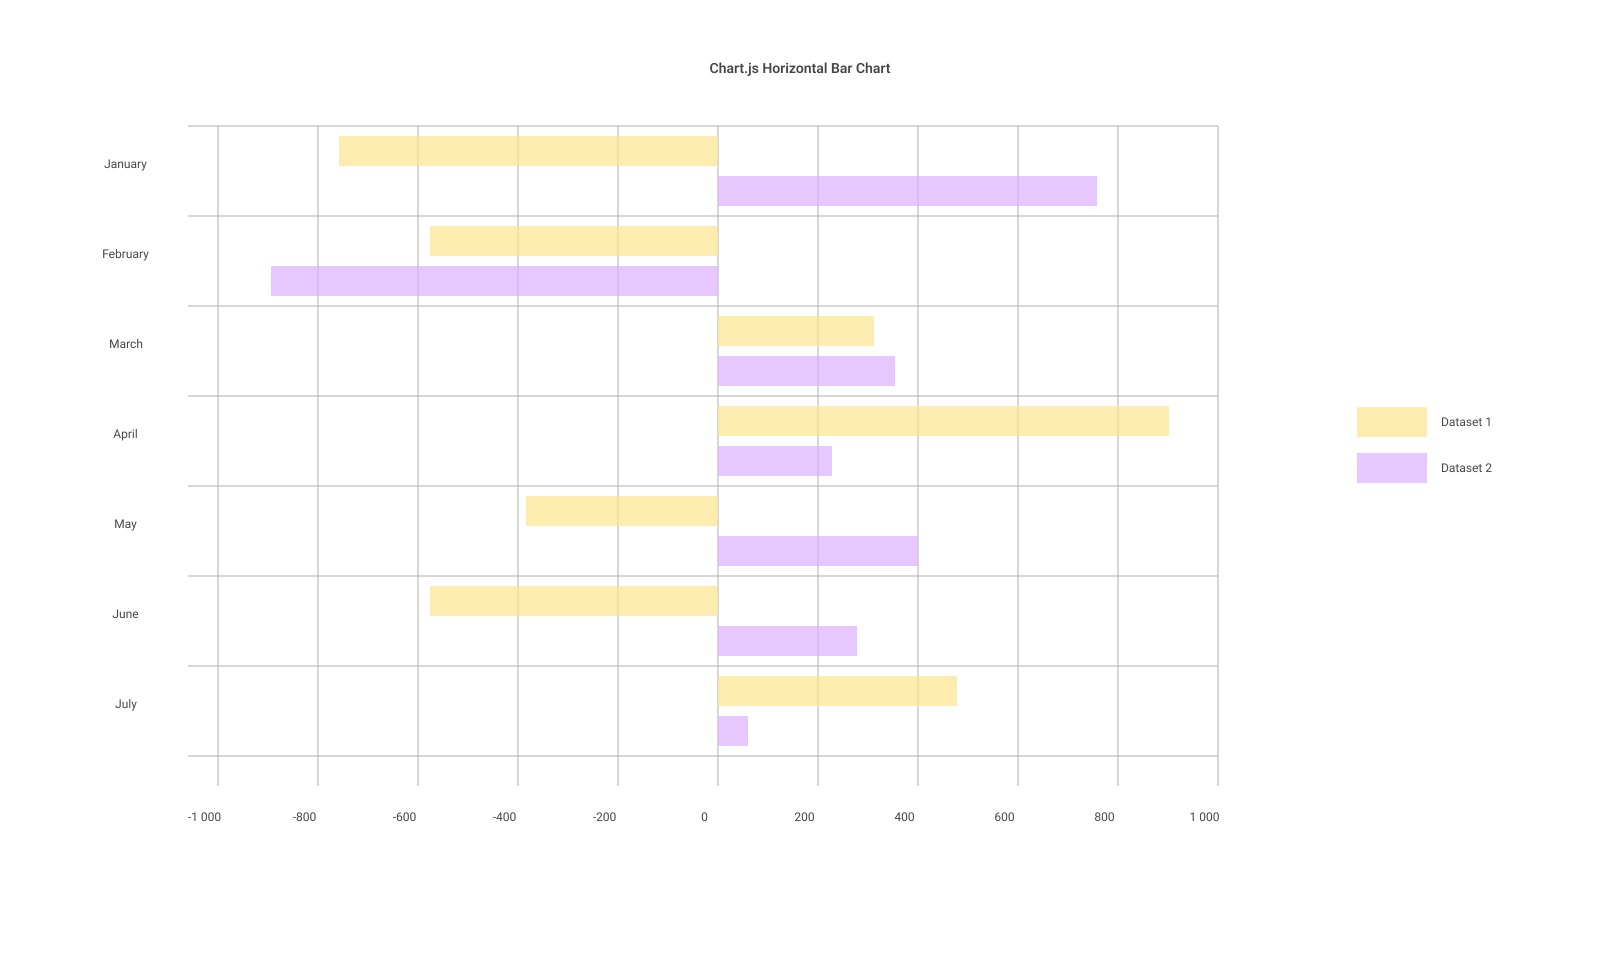 Chart.js Horizontal Bar Chart
January
February
March
April
May
June
July
Dataset 1
Dataset 2
-1 000 -800 -600 -400 -200 0 200 400 600 800 1 000